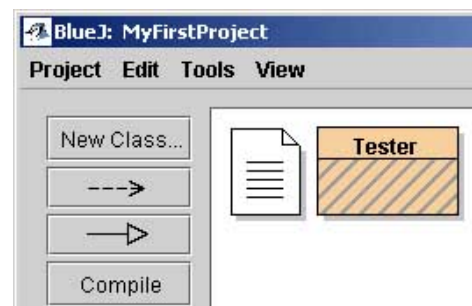 BlueJ: MyFirstProject
Project Edit Tools View
New Class...
Tester
Compile